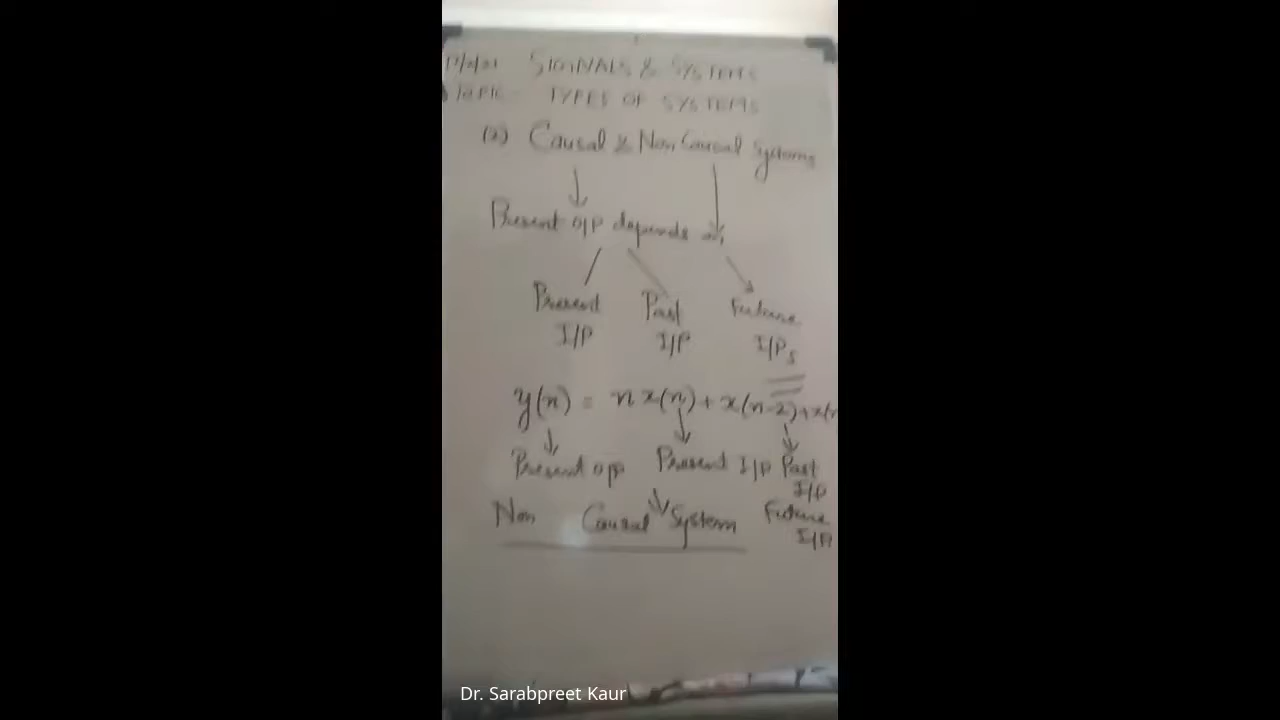 SIGNALS & SYSTEMS
TOPIC - TYPES OF SYSTEMS
(2) Causal & Non Causal Systems
Present O/P depends on
Present Past Future
I/P I/P I/Ps
y(n) = n x(n) + x(n-2) + x(n
Present O/P Present I/P Past
I/P
Non Causal System Future
I/P
Dr. Sarabpreet Kaur